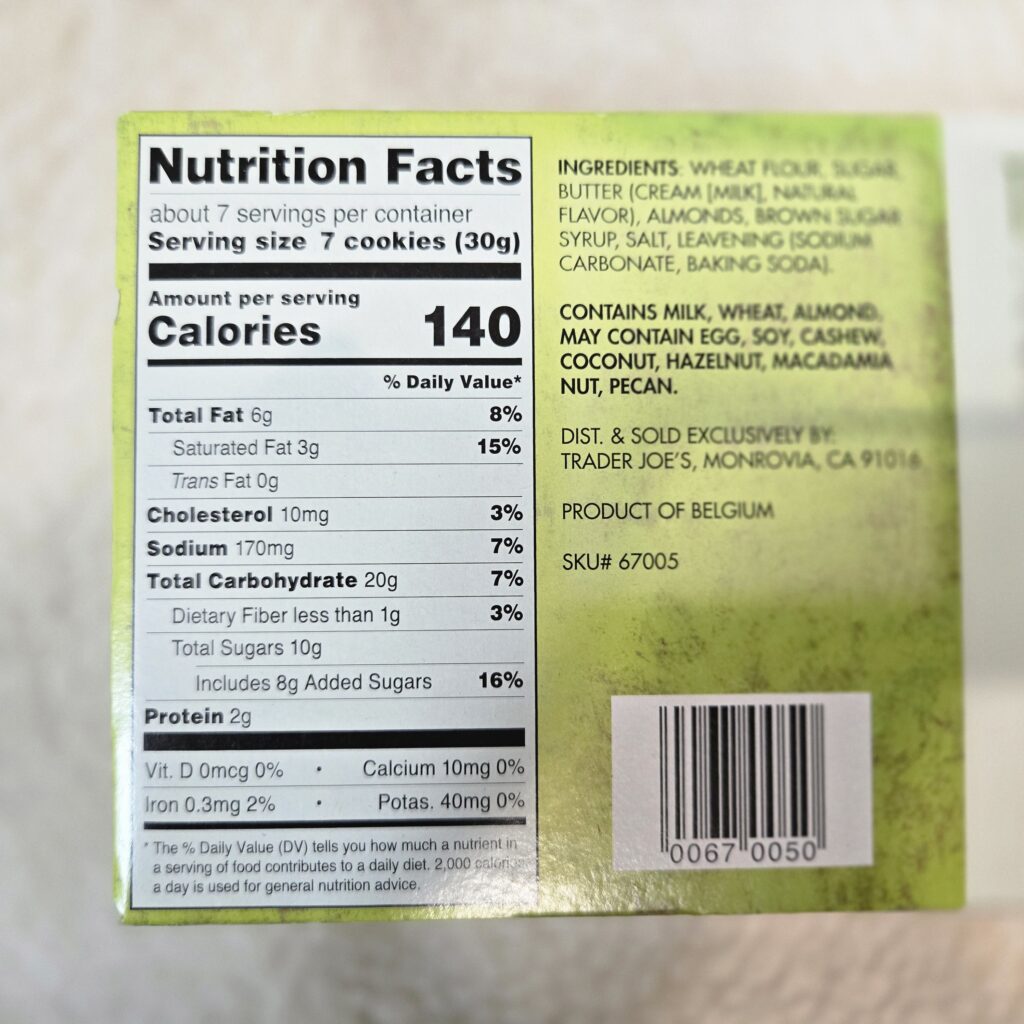 Nutrition Facts
about 7 servings per container
Serving size 7 cookies (30g)
Amount per serving
Calories 140
% Daily Value*
Total Fat 6g 8%
Saturated Fat 3g 15%
Trans Fat 0g
Cholesterol 10mg 3%
Sodium 170mg 7%
Total Carbohydrate 20g 7%
Dietary Fiber less than 1g 3%
Total Sugars 10g
Includes 8g Added Sugars 16%
Protein 2g
Vit. D 0mcg 0% • Calcium 10mg 0%
Iron 0.3mg 2% • Potas. 40mg 0%
* The % Daily Value (DV) tells you how much a nutrient in
a serving of food contributes to a daily diet. 2,000 calories
a day is used for general nutrition advice.
INGREDIENTS: WHEAT FLOUR, SUGAR,
BUTTER (CREAM [MILK], NATURAL
FLAVOR), ALMONDS, BROWN SUGAR
SYRUP, SALT, LEAVENING (SODIUM
CARBONATE, BAKING SODA).
CONTAINS MILK, WHEAT, ALMOND.
MAY CONTAIN EGG, SOY, CASHEW,
COCONUT, HAZELNUT, MACADAMIA
NUT, PECAN.
DIST. & SOLD EXCLUSIVELY BY:
TRADER JOE'S, MONROVIA, CA 91016
PRODUCT OF BELGIUM
SKU# 67005
0067 0050